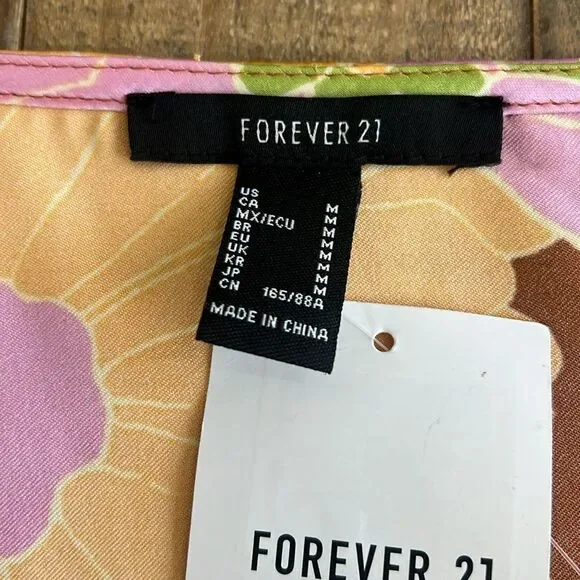 FOREVER 21
US M
CA M
MX/ECU M
BR M
EU M
UK M
KR M
JP M
CN 165/88A M
MADE IN CHINA
FOREVER 21